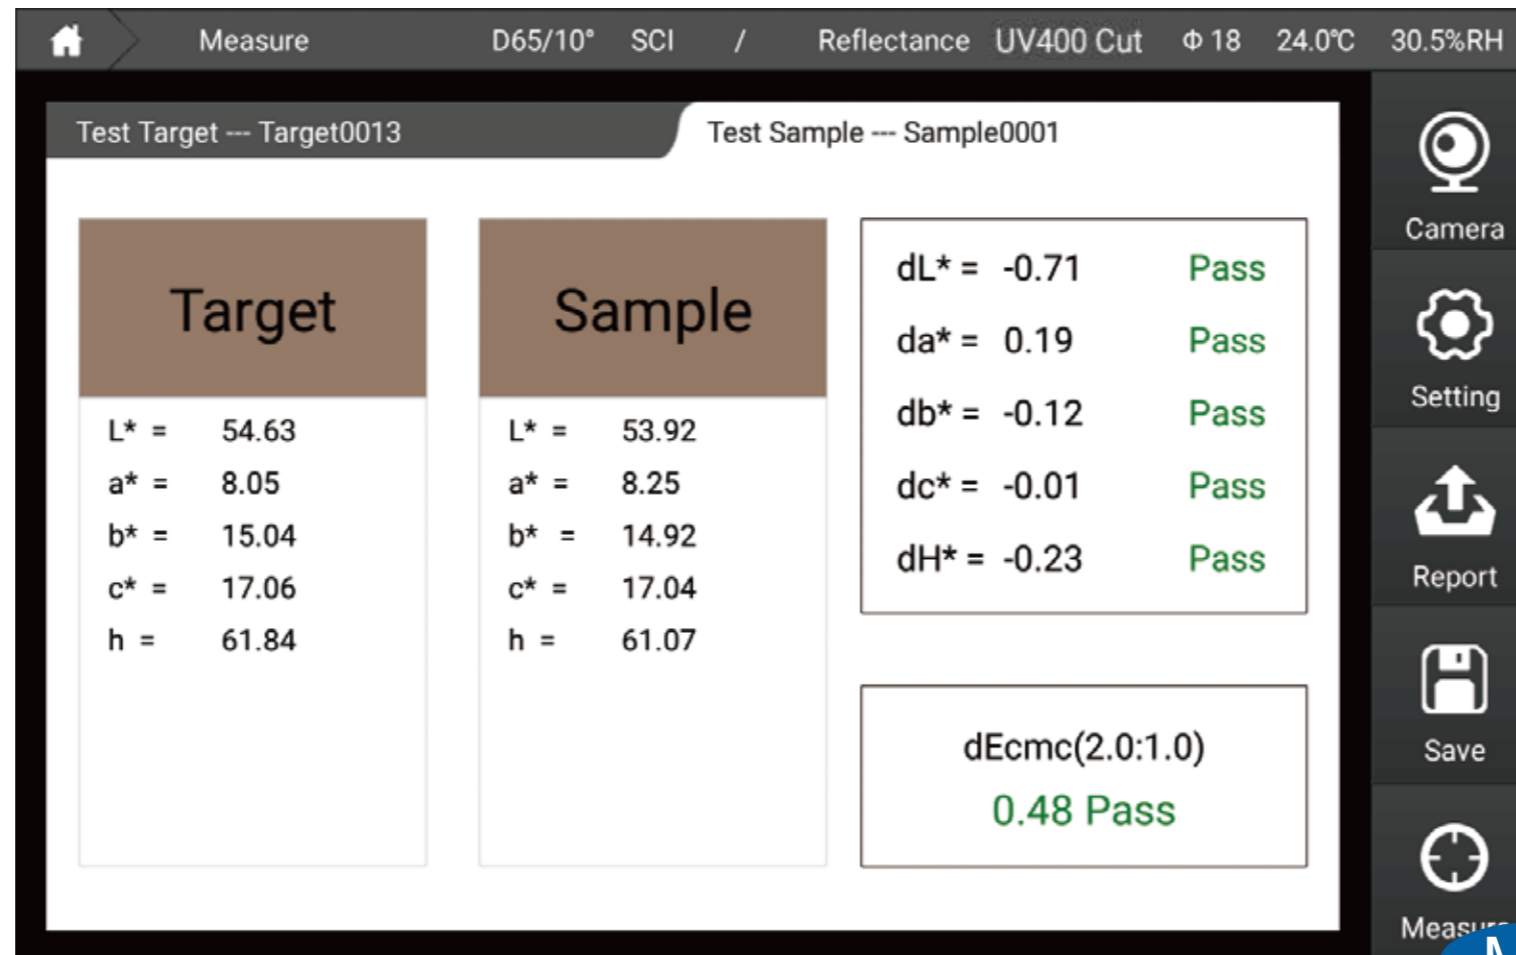 Measure D65/10° SCI / Reflectance UV400 Cut Φ 18 24.0℃ 30.5%RH
Test Target --- Target0013
Test Sample --- Sample0001
Target
L* = 54.63
a* = 8.05
b* = 15.04
c* = 17.06
h = 61.84
Sample
L* = 53.92
a* = 8.25
b* = 14.92
c* = 17.04
h = 61.07
dL* = -0.71 Pass
da* = 0.19 Pass
db* = -0.12 Pass
dc* = -0.01 Pass
dH* = -0.23 Pass
dEcmc(2.0:1.0)
0.48 Pass
Camera
Setting
Report
Save
Measure